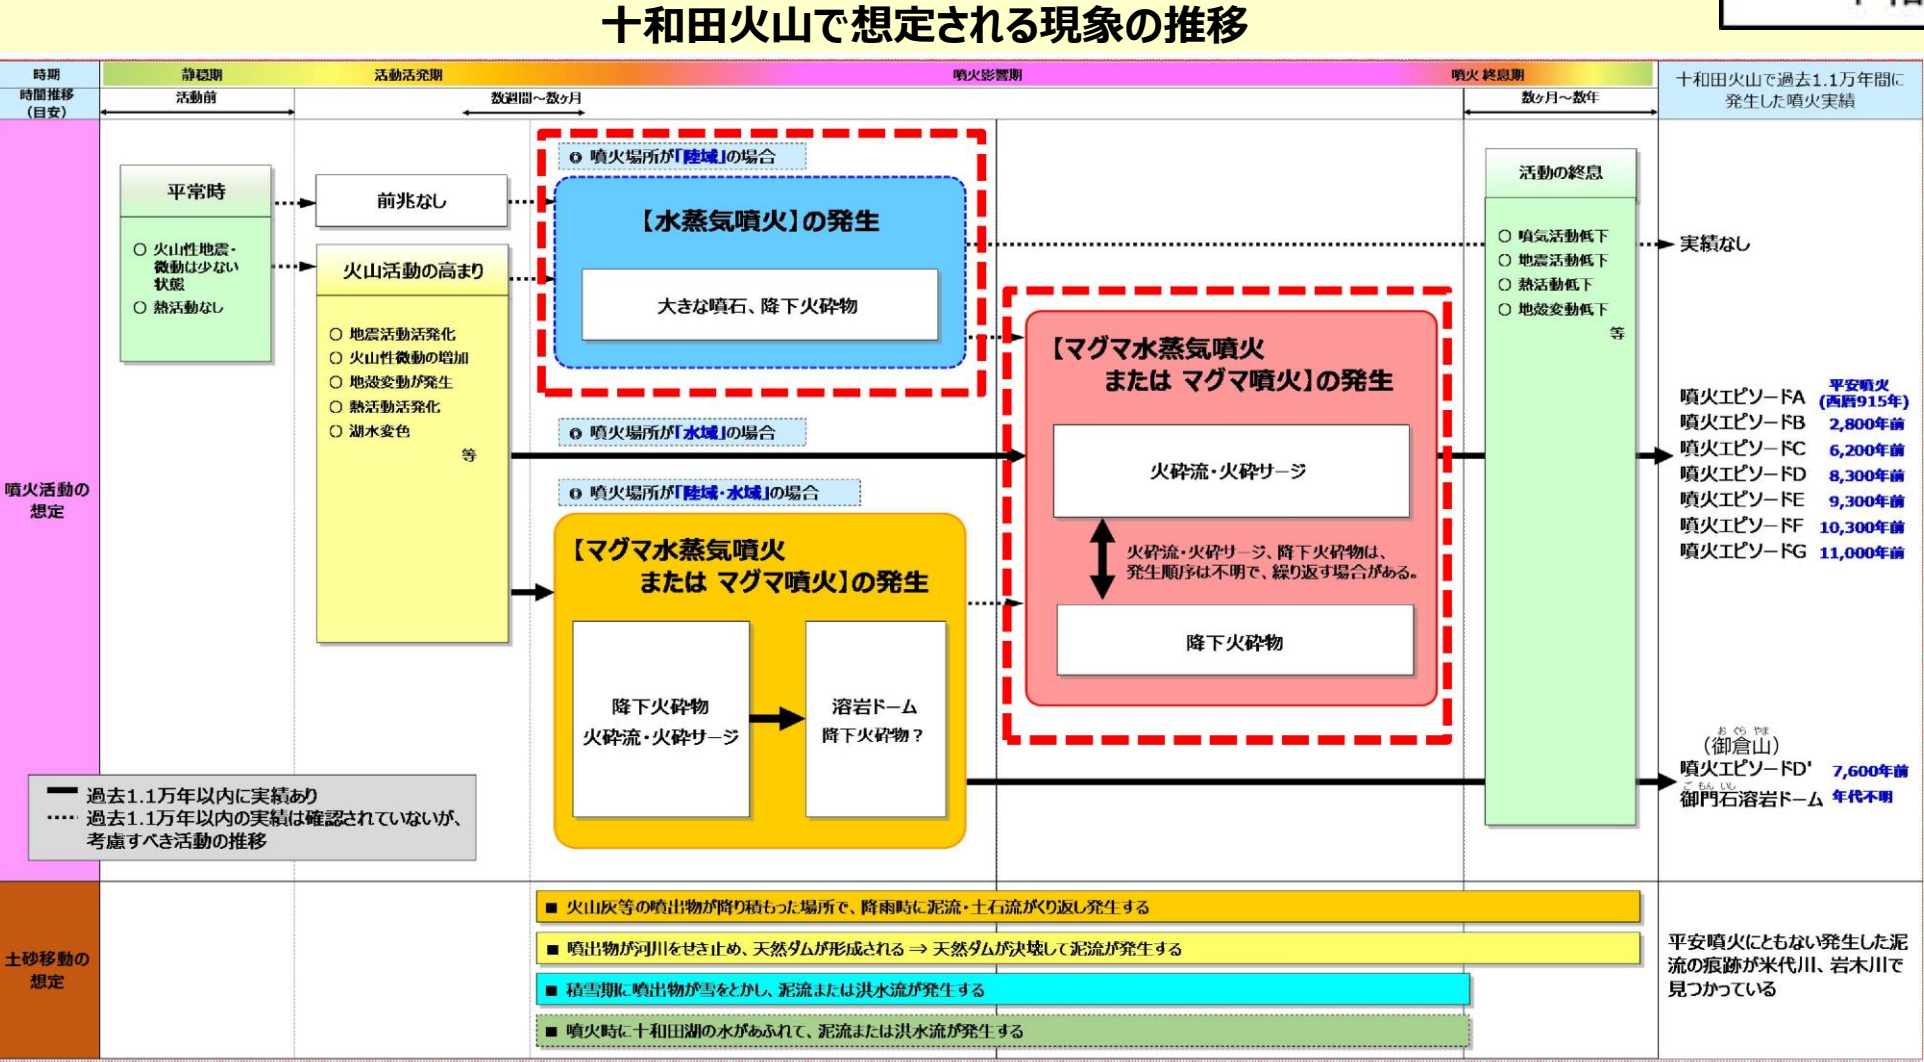 十和田火山で想定される現象の推移
時期
静穏期
活動活発期
噴火影響期
噴火終息期
時間推移
(目安)
活動前
数週間～数ヶ月
数ヶ月～数年
十和田火山で過去1.1万年間に
発生した噴火実績
噴火活動の
想定
平常時
○ 火山性地震・
微動は少ない
状態
○ 熱活動なし
前兆なし
火山活動の高まり
○ 地震活動活発化
○ 火山性微動の増加
○ 地殻変動が発生
○ 熱活動活発化
○ 湖水変色
等
◎ 噴火場所が「陸域」の場合
【水蒸気噴火】の発生
大きな噴石、降下火砕物
◎ 噴火場所が「水域」の場合
◎ 噴火場所が「陸域・水域」の場合
【マグマ水蒸気噴火
または マグマ噴火】の発生
降下火砕物
火砕流・火砕サージ
溶岩ドーム
降下火砕物？
【マグマ水蒸気噴火
または マグマ噴火】の発生
火砕流・火砕サージ
火砕流・火砕サージ、降下火砕物は、
発生順序は不明で、繰り返す場合がある。
降下火砕物
活動の終息
○ 噴気活動低下
○ 地震活動低下
○ 熱活動低下
○ 地殻変動低下
等
実績なし
噴火エピソードA 平安噴火
(西暦915年)
噴火エピソードB 2,800年前
噴火エピソードC 6,200年前
噴火エピソードD 8,300年前
噴火エピソードE 9,300年前
噴火エピソードF 10,300年前
噴火エピソードG 11,000年前
おぐらやま
(御倉山)
噴火エピソードD' 7,600年前
ごもんいし
御門石溶岩ドーム 年代不明
過去1.1万年以内に実績あり
過去1.1万年以内の実績は確認されていないが、
考慮すべき活動の推移
土砂移動の
想定
■ 火山灰等の噴出物が降り積もった場所で、降雨時に泥流・土石流がくり返し発生する
■ 噴出物が河川をせき止め、天然ダムが形成される ⇒ 天然ダムが決壊して泥流が発生する
■ 積雪期に噴出物が雪をとかし、泥流または洪水流が発生する
■ 噴火時に十和田湖の水があふれて、泥流または洪水流が発生する
平安噴火にともない発生した泥
流の痕跡が米代川、岩木川で
見つかっている